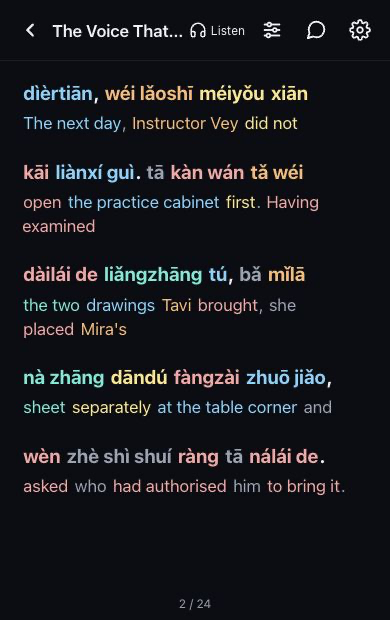 The Voice That... Listen
dìèrtiān, wéi lǎoshī méiyǒu xiān
The next day, Instructor Vey did not
kāi liànxí guì. tā kàn wán tǎ wéi
open the practice cabinet first. Having
examined
dàilái de liǎngzhāng tú, bǎ mǐlā
the two drawings Tavi brought, she
placed Mira's
nà zhāng dāndú fàngzài zhuō jiǎo,
sheet separately at the table corner and
wèn zhè shì shuí ràng tā nálái de.
asked who had authorised him to bring it.
2 / 24